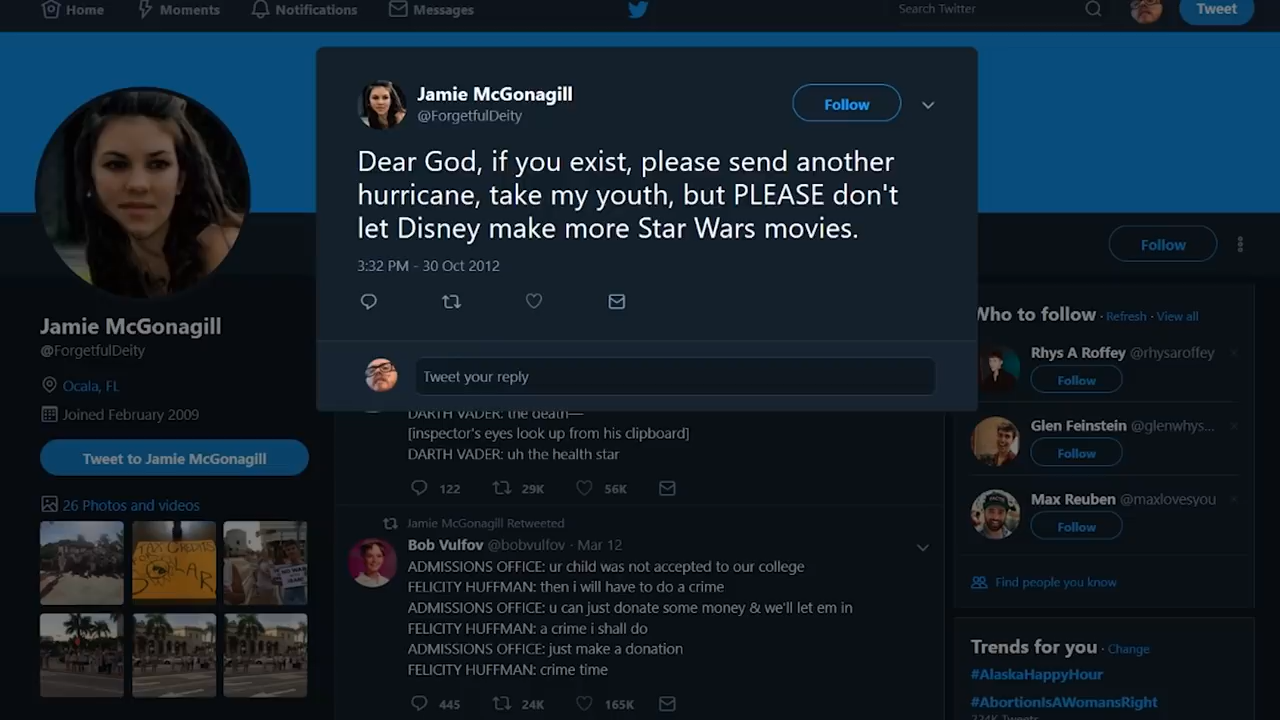 Home
Moments
Notifications
Messages
Search Twitter
Tweet
Jamie McGonagill
@ForgetfulDeity
Follow
Dear God, if you exist, please send another
hurricane, take my youth, but PLEASE don't
let Disney make more Star Wars movies.
3:32 PM - 30 Oct 2012
Tweet your reply
Jamie McGonagill
@ForgetfulDeity
Ocala, FL
Joined February 2009
Tweet to Jamie McGonagill
26 Photos and videos
DARTH VADER: the death—
[inspector's eyes look up from his clipboard]
DARTH VADER: uh the health star
122 29K 56K
Jamie McGonagill Retweeted
Bob Vulfov @bobvulfov · Mar 12
ADMISSIONS OFFICE: ur child was not accepted to our college
FELICITY HUFFMAN: then i will have to do a crime
ADMISSIONS OFFICE: u can just donate some money & we'll let em in
FELICITY HUFFMAN: a crime i shall do
ADMISSIONS OFFICE: just make a donation
FELICITY HUFFMAN: crime time
445 24K 165K
Follow
Who to follow · Refresh · View all
Rhys A Roffey @rhysaroffey
Follow
Glen Feinstein @glenwhys...
Follow
Max Reuben @maxlovesyou
Follow
Find people you know
Trends for you · Change
#AlaskaHappyHour
#AbortionIsAWomansRight